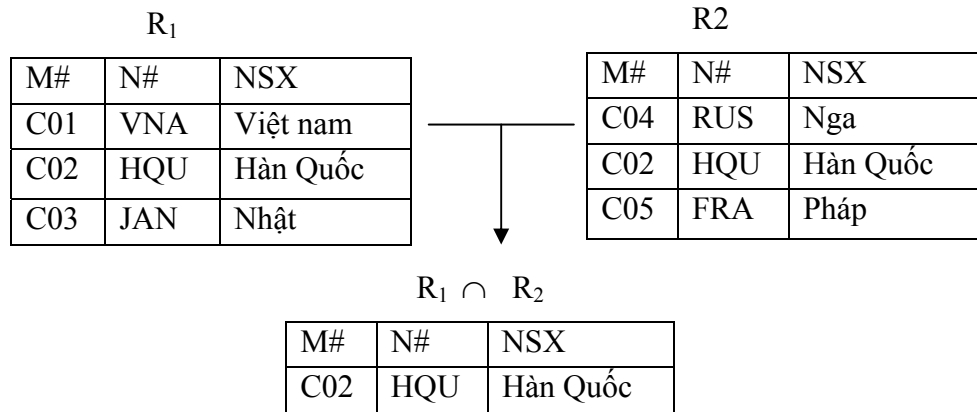 R₁
M# N# NSX
C01 VNA Việt nam
C02 HQU Hàn Quốc
C03 JAN Nhật
R2
M# N# NSX
C04 RUS Nga
C02 HQU Hàn Quốc
C05 FRA Pháp
R₁ ∩ R₂
M# N# NSX
C02 HQU Hàn Quốc